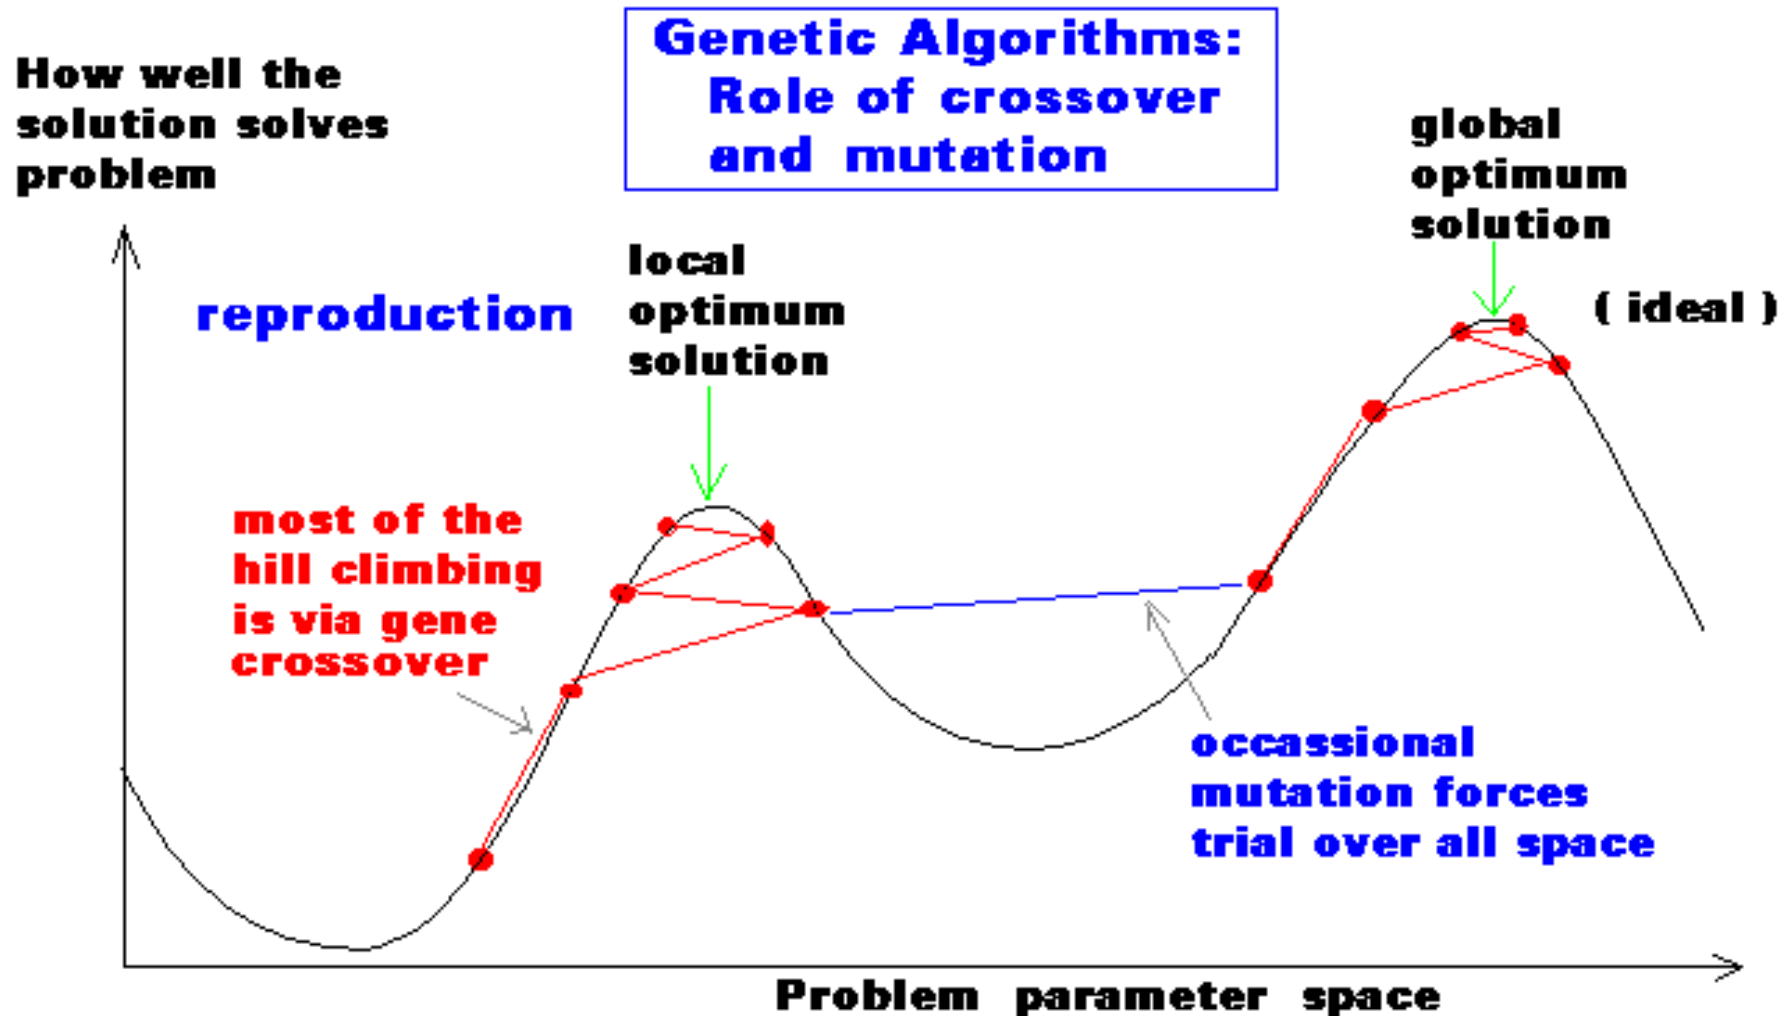 Genetic Algorithms:
Role of crossover
and mutation
How well the
solution solves
problem
global
optimum
solution
( ideal )
local
optimum
solution
reproduction
most of the
hill climbing
is via gene
crossover
occassional
mutation forces
trial over all space
Problem parameter space